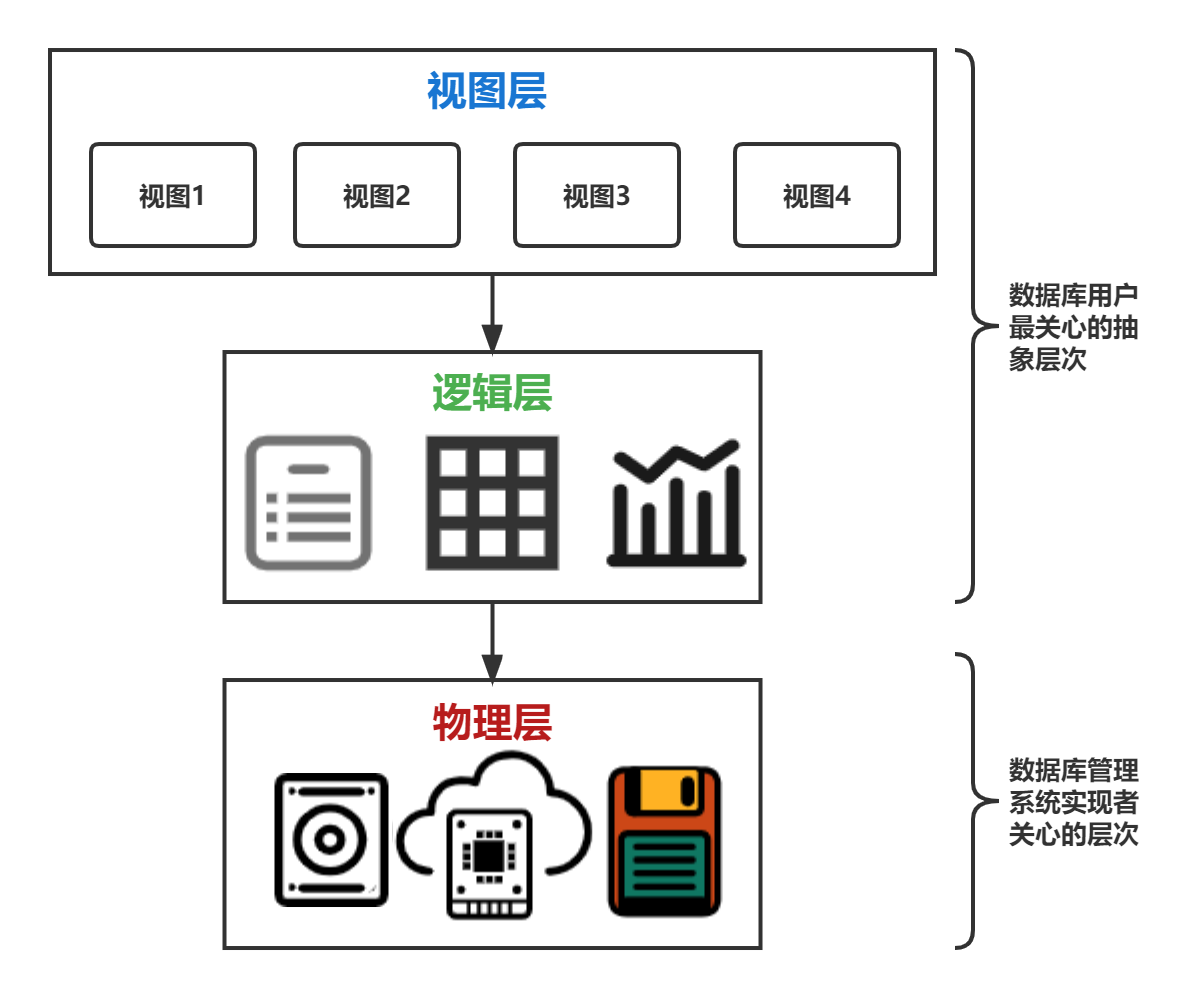 视图层
视图1
视图2
视图3
视图4
数据库用户
最关心的抽
象层次
逻辑层
物理层
数据库管理
系统实现者
关心的层次